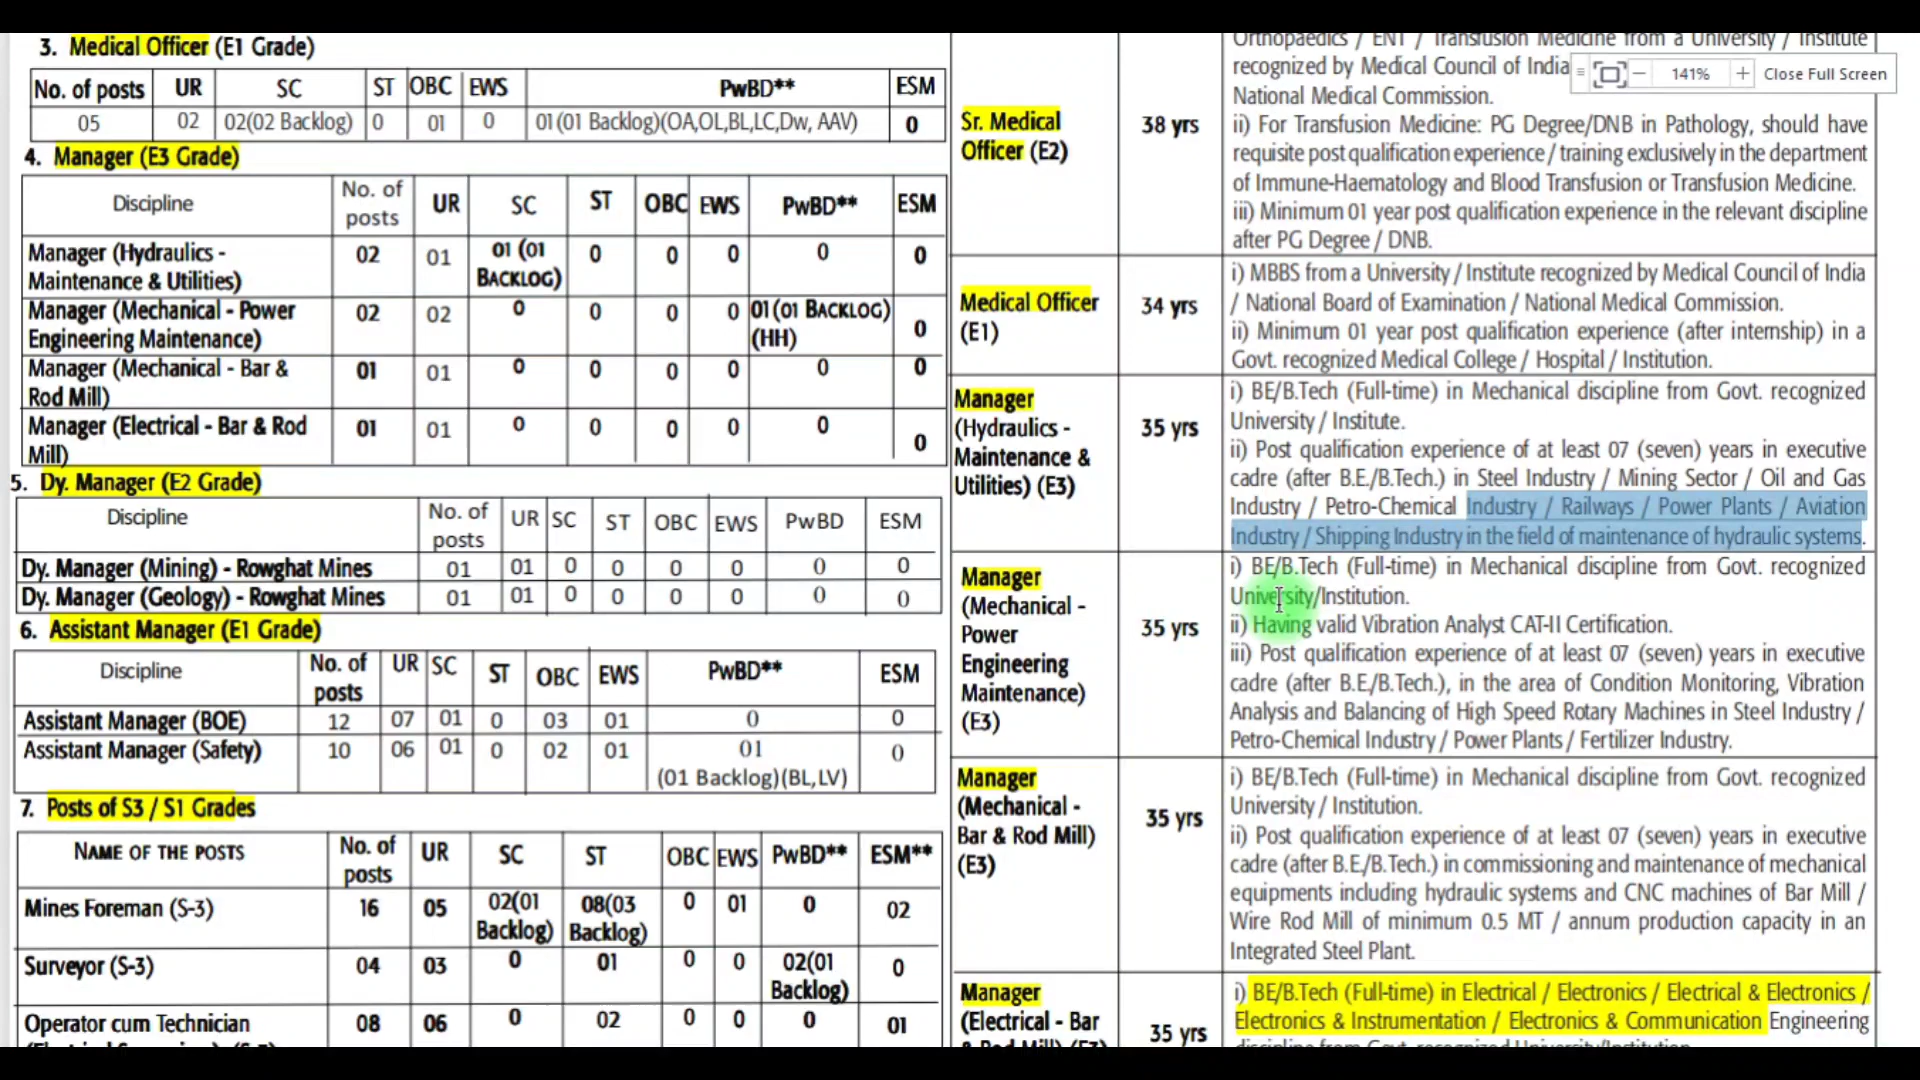 3. Medical Officer (E1 Grade)
No. of posts UR SC ST OBC EWS PwBD** ESM
05 02 02(02 Backlog) 0 01 0 01(01 Backlog)(OA,OL,BL,LC,Dw, AAV) 0
4. Manager (E3 Grade)
Discipline No. of posts UR SC ST OBC EWS PwBD** ESM
Manager (Hydraulics - Maintenance & Utilities) 02 01 01 (01 BACKLOG) 0 0 0 0 0
Manager (Mechanical - Power Engineering Maintenance) 02 02 0 0 0 0 01 (01 BACKLOG) (HH) 0
Manager (Mechanical - Bar & Rod Mill) 01 01 0 0 0 0 0 0
Manager (Electrical - Bar & Rod Mill) 01 01 0 0 0 0 0 0
5. Dy. Manager (E2 Grade)
Discipline No. of posts UR SC ST OBC EWS PwBD ESM
Dy. Manager (Mining) - Rowghat Mines 01 01 0 0 0 0 0 0
Dy. Manager (Geology) - Rowghat Mines 01 01 0 0 0 0 0 0
6. Assistant Manager (E1 Grade)
Discipline No. of posts UR SC ST OBC EWS PwBD** ESM
Assistant Manager (BOE) 12 07 01 0 03 01 0 0
Assistant Manager (Safety) 10 06 01 0 02 01 01 (01 Backlog)(BL,LV) 0
7. Posts of S3 / S1 Grades
NAME OF THE POSTS No. of posts UR SC ST OBC EWS PwBD** ESM**
Mines Foreman (S-3) 16 05 02(01 Backlog) 08(03 Backlog) 0 01 0 02
Surveyor (S-3) 04 03 0 01 0 0 02(01 Backlog) 0
Operator cum Technician 08 06 0 02 0 0 0 01
Sr. Medical Officer (E2)
38 yrs
Orthopaedics / ENT / Transfusion Medicine from a University / Institute
recognized by Medical Council of India
National Medical Commission.
ii) For Transfusion Medicine: PG Degree/DNB in Pathology, should have
requisite post qualification experience / training exclusively in the department
of Immune-Haematology and Blood Transfusion or Transfusion Medicine.
iii) Minimum 01 year post qualification experience in the relevant discipline
after PG Degree / DNB.
141%
Close Full Screen
Medical Officer (E1)
34 yrs
i) MBBS from a University / Institute recognized by Medical Council of India
/ National Board of Examination / National Medical Commission.
ii) Minimum 01 year post qualification experience (after internship) in a
Govt. recognized Medical College / Hospital / Institution.
Manager (Hydraulics - Maintenance & Utilities) (E3)
35 yrs
i) BE/B.Tech (Full-time) in Mechanical discipline from Govt. recognized
University / Institute.
ii) Post qualification experience of at least 07 (seven) years in executive
cadre (after B.E./B.Tech.) in Steel Industry / Mining Sector / Oil and Gas
Industry / Petro-Chemical Industry / Railways / Power Plants / Aviation
Industry / Shipping Industry in the field of maintenance of hydraulic systems.
Manager (Mechanical - Power Engineering Maintenance) (E3)
35 yrs
i) BE/B.Tech (Full-time) in Mechanical discipline from Govt. recognized
University/Institution.
ii) Having valid Vibration Analyst CAT-II Certification.
iii) Post qualification experience of at least 07 (seven) years in executive
cadre (after B.E./B.Tech.), in the area of Condition Monitoring, Vibration
Analysis and Balancing of High Speed Rotary Machines in Steel Industry /
Petro-Chemical Industry / Power Plants / Fertilizer Industry.
Manager (Mechanical - Bar & Rod Mill) (E3)
35 yrs
i) BE/B.Tech (Full-time) in Mechanical discipline from Govt. recognized
University / Institution.
ii) Post qualification experience of at least 07 (seven) years in executive
cadre (after B.E./B.Tech.) in commissioning and maintenance of mechanical
equipments including hydraulic systems and CNC machines of Bar Mill /
Wire Rod Mill of minimum 0.5 MT / annum production capacity in an
Integrated Steel Plant.
Manager (Electrical - Bar
35 yrs
i) BE/B.Tech (Full-time) in Electrical / Electronics / Electrical & Electronics /
Electronics & Instrumentation / Electronics & Communication Engineering